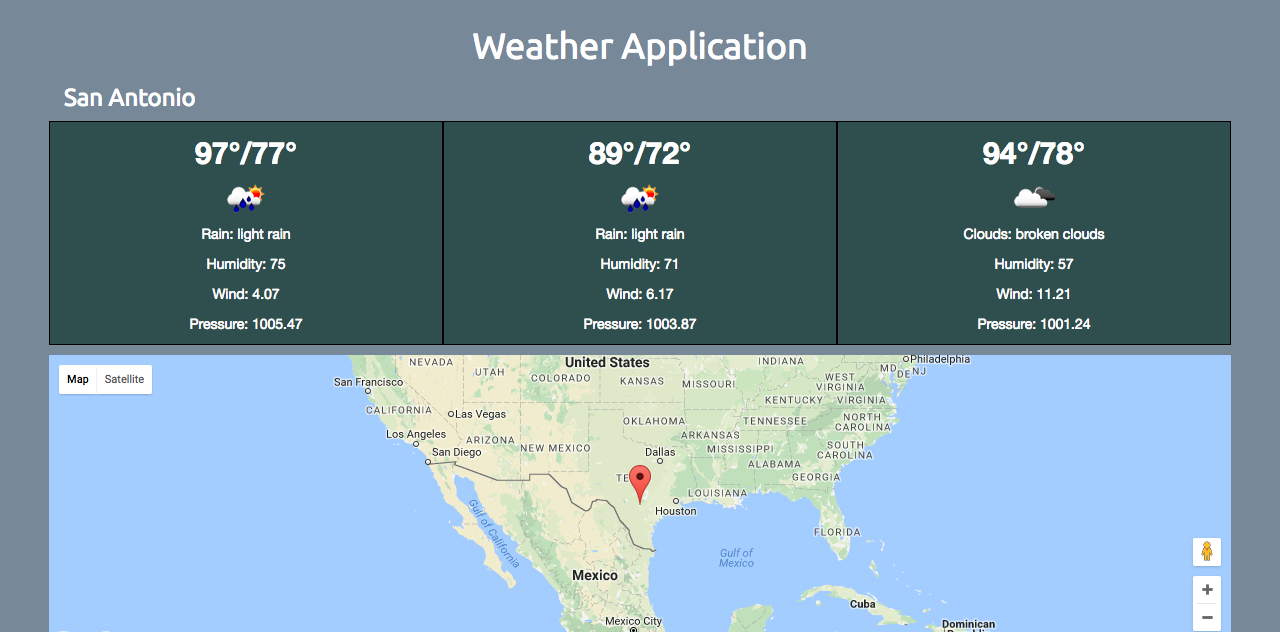 Weather Application
San Antonio
97°/77°
Rain: light rain
Humidity: 75
Wind: 4.07
Pressure: 1005.47
89°/72°
Rain: light rain
Humidity: 71
Wind: 6.17
Pressure: 1003.87
94°/78°
Clouds: broken clouds
Humidity: 57
Wind: 11.21
Pressure: 1001.24
Map
Satellite
United States
NEVADA
UTAH
COLORADO
KANSAS
MISSOURI
INDIANA
WEST
VIRGINIA
MD
DE
NJ
Philadelphia
San Francisco
CALIFORNIA
Las Vegas
KENTUCKY
VIRGINIA
Los Angeles
ARIZONA
NEW MEXICO
OKLAHOMA
ARKANSAS
TENNESSEE
NORTH
CAROLINA
San Diego
Dallas
MISSISSIPPI
ALABAMA
SOUTH
CAROLINA
GEORGIA
TE
LOUISIANA
Houston
FLORIDA
Gulf of California
Gulf of
Mexico
Mexico
Mexico City
Cuba
Dominican
+
−